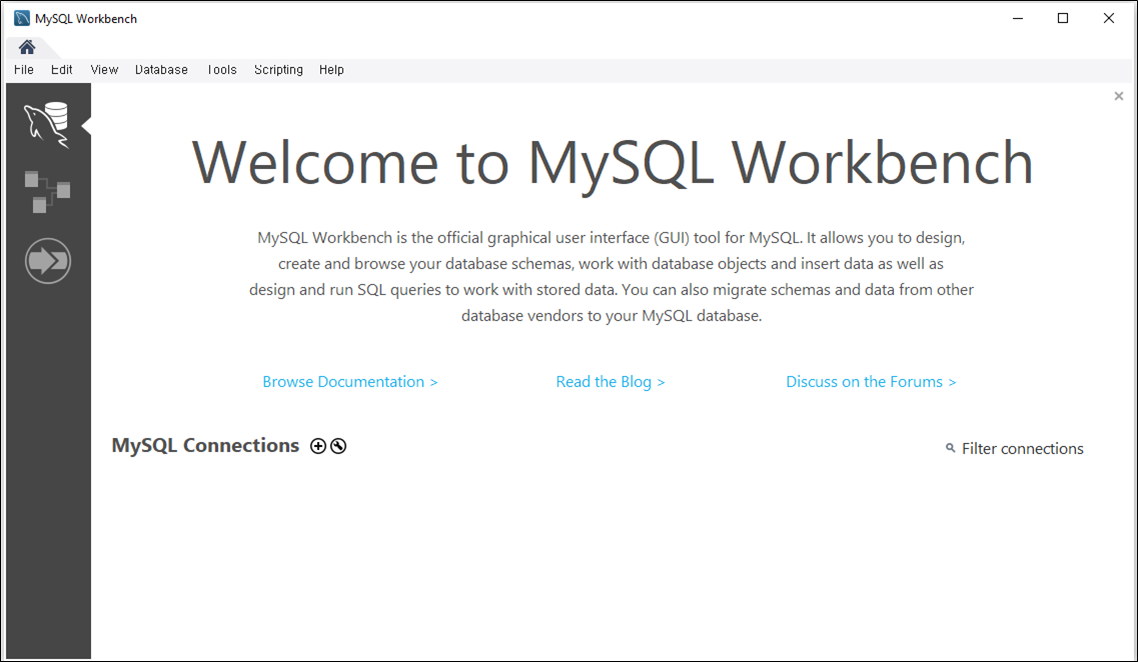 MySQL Workbench
File Edit View Database Tools Scripting Help
Welcome to MySQL Workbench
MySQL Workbench is the official graphical user interface (GUI) tool for MySQL. It allows you to design,
create and browse your database schemas, work with database objects and insert data as well as
design and run SQL queries to work with stored data. You can also migrate schemas and data from other
database vendors to your MySQL database.
Browse Documentation > Read the Blog > Discuss on the Forums >
MySQL Connections Filter connections